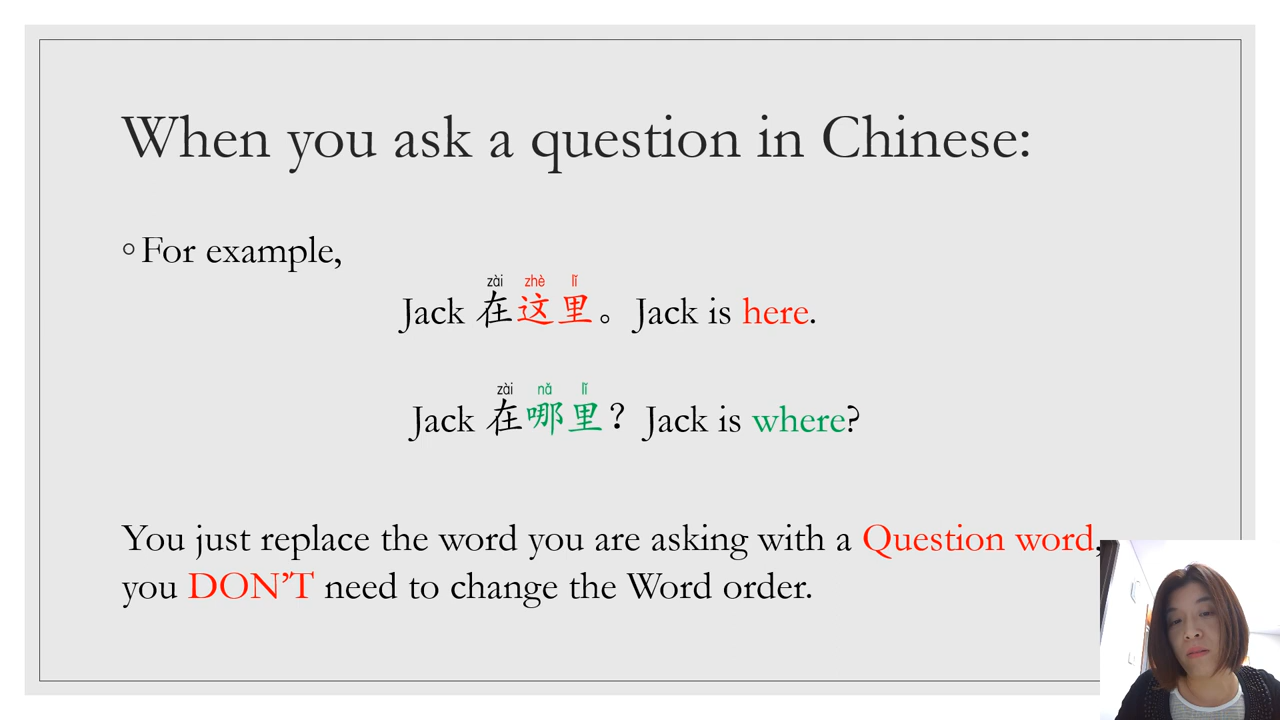 When you ask a question in Chinese:
For example,
zài zhè lǐ
Jack 在这里。Jack is here.
zài nǎ lǐ
Jack 在哪里？Jack is where?
You just replace the word you are asking with a Question word,
you DON’T need to change the Word order.